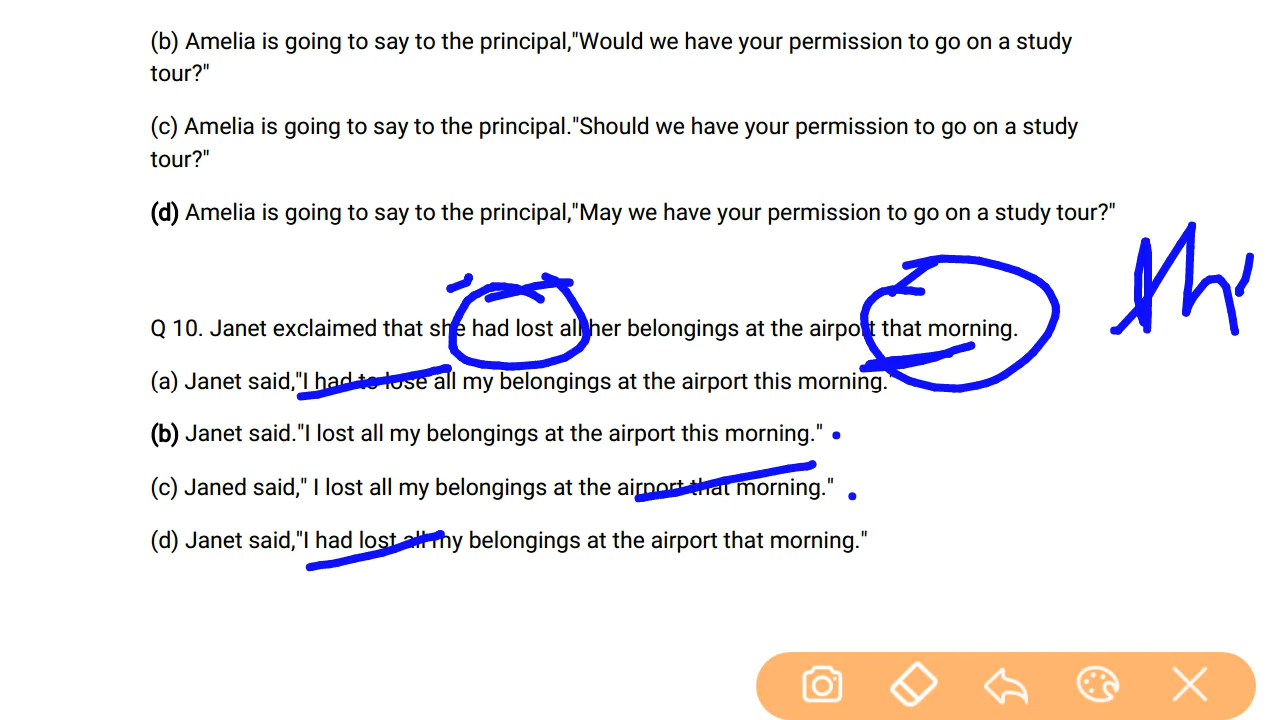 (b) Amelia is going to say to the principal,"Would we have your permission to go on a study
tour?"
(c) Amelia is going to say to the principal."Should we have your permission to go on a study
tour?"
(d) Amelia is going to say to the principal,"May we have your permission to go on a study tour?"
Q 10. Janet exclaimed that she had lost all her belongings at the airport that morning.
(a) Janet said,"I had to lose all my belongings at the airport this morning."
(b) Janet said."I lost all my belongings at the airport this morning."
(c) Janed said," I lost all my belongings at the airport that morning."
(d) Janet said,"I had lost all my belongings at the airport that morning."